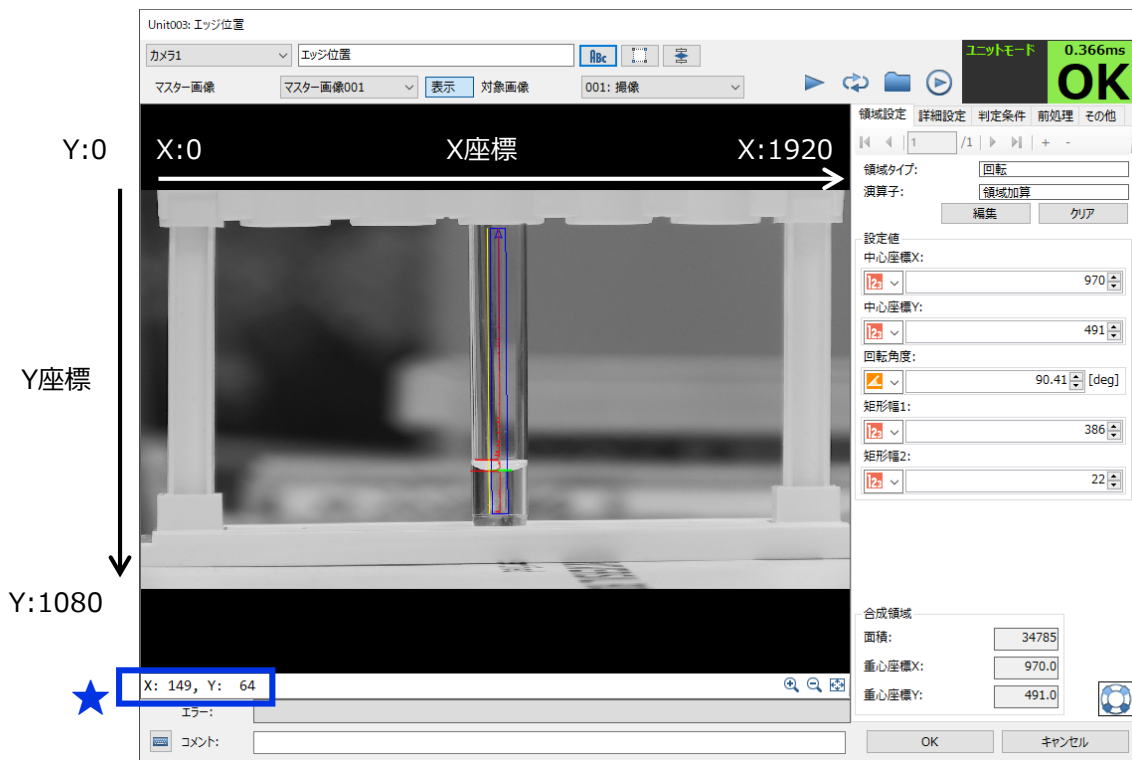 Unit003: エッジ位置
カメラ1
エッジ位置
ABc
ユニットモード
0.366ms
OK
マスター画像
マスター画像001
表示
対象画像
001: 撮像
領域設定
詳細設定
判定条件
前処理
その他
Y:0
X:0
X座標
X:1920
1
/1
+
-
領域タイプ:
回転
演算子:
領域加算
編集
クリア
設定値
中心座標X:
123
970
中心座標Y:
123
491
回転角度:
90.41
[deg]
矩形幅1:
123
386
矩形幅2:
123
22
Y座標
Y:1080
合成領域
面積:
34785
重心座標X:
970.0
重心座標Y:
491.0
X: 149, Y: 64
エラー:
コメント:
OK
キャンセル